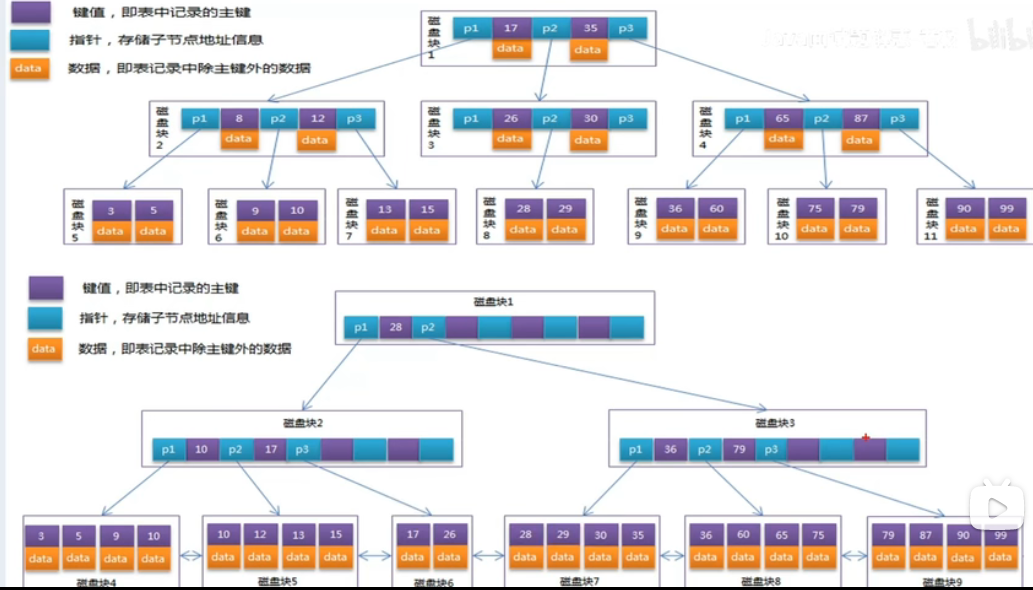 键值，即表中记录的主键
指针，存储子节点地址信息
data 数据，即表记录中除主键外的数据
磁盘块1
p1 17 p2 35 p3
data data
磁盘块2
p1 8 p2 12 p3
data data
磁盘块3
p1 26 p2 30 p3
data data
磁盘块4
p1 65 p2 87 p3
data data
磁盘块5
3 5
data data
磁盘块6
9 10
data data
磁盘块7
13 15
data data
磁盘块8
28 29
data data
磁盘块9
36 60
data data
磁盘块10
75 79
data data
磁盘块11
90 99
data data
键值，即表中记录的主键
指针，存储子节点地址信息
data 数据，即表记录中除主键外的数据
磁盘块1
p1 28 p2
磁盘块2
p1 10 p2 17 p3
磁盘块3
p1 36 p2 79 p3
3 5 9 10
data data data data
磁盘块4
10 12 13 15
data data data data
磁盘块5
17 26
data data
磁盘块6
28 29 30 35
data data data data
磁盘块7
36 60 65 75
data data data data
磁盘块8
79 87 90 99
data data data data
磁盘块9